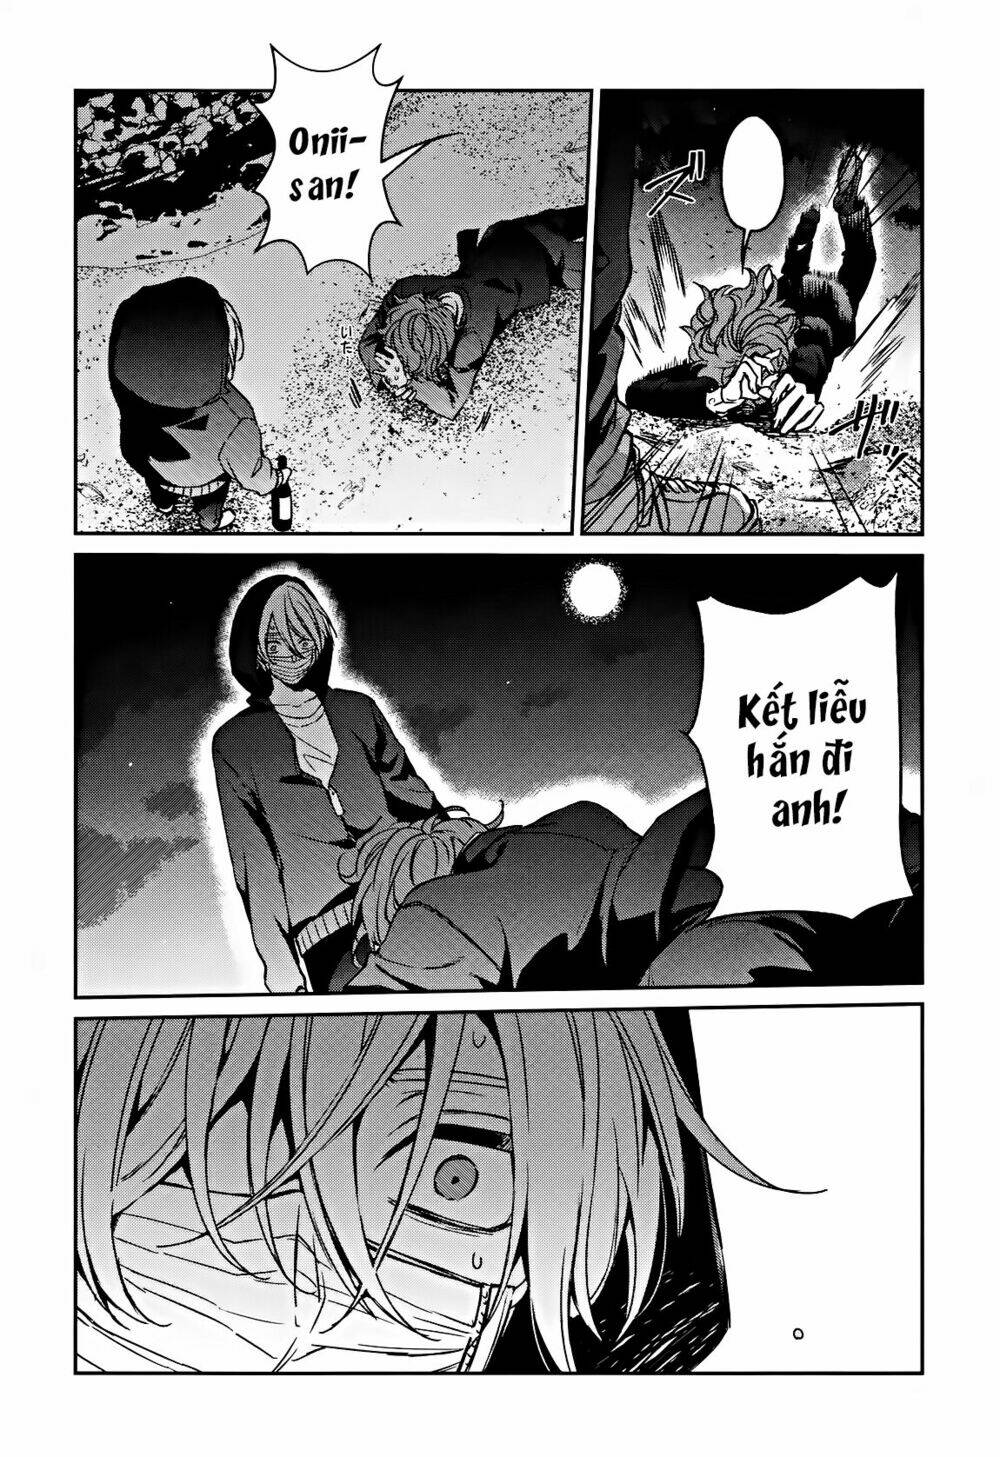 ズ
ザッ
Onii-
san!
いた
Kết liễu
hắn đi
anh!